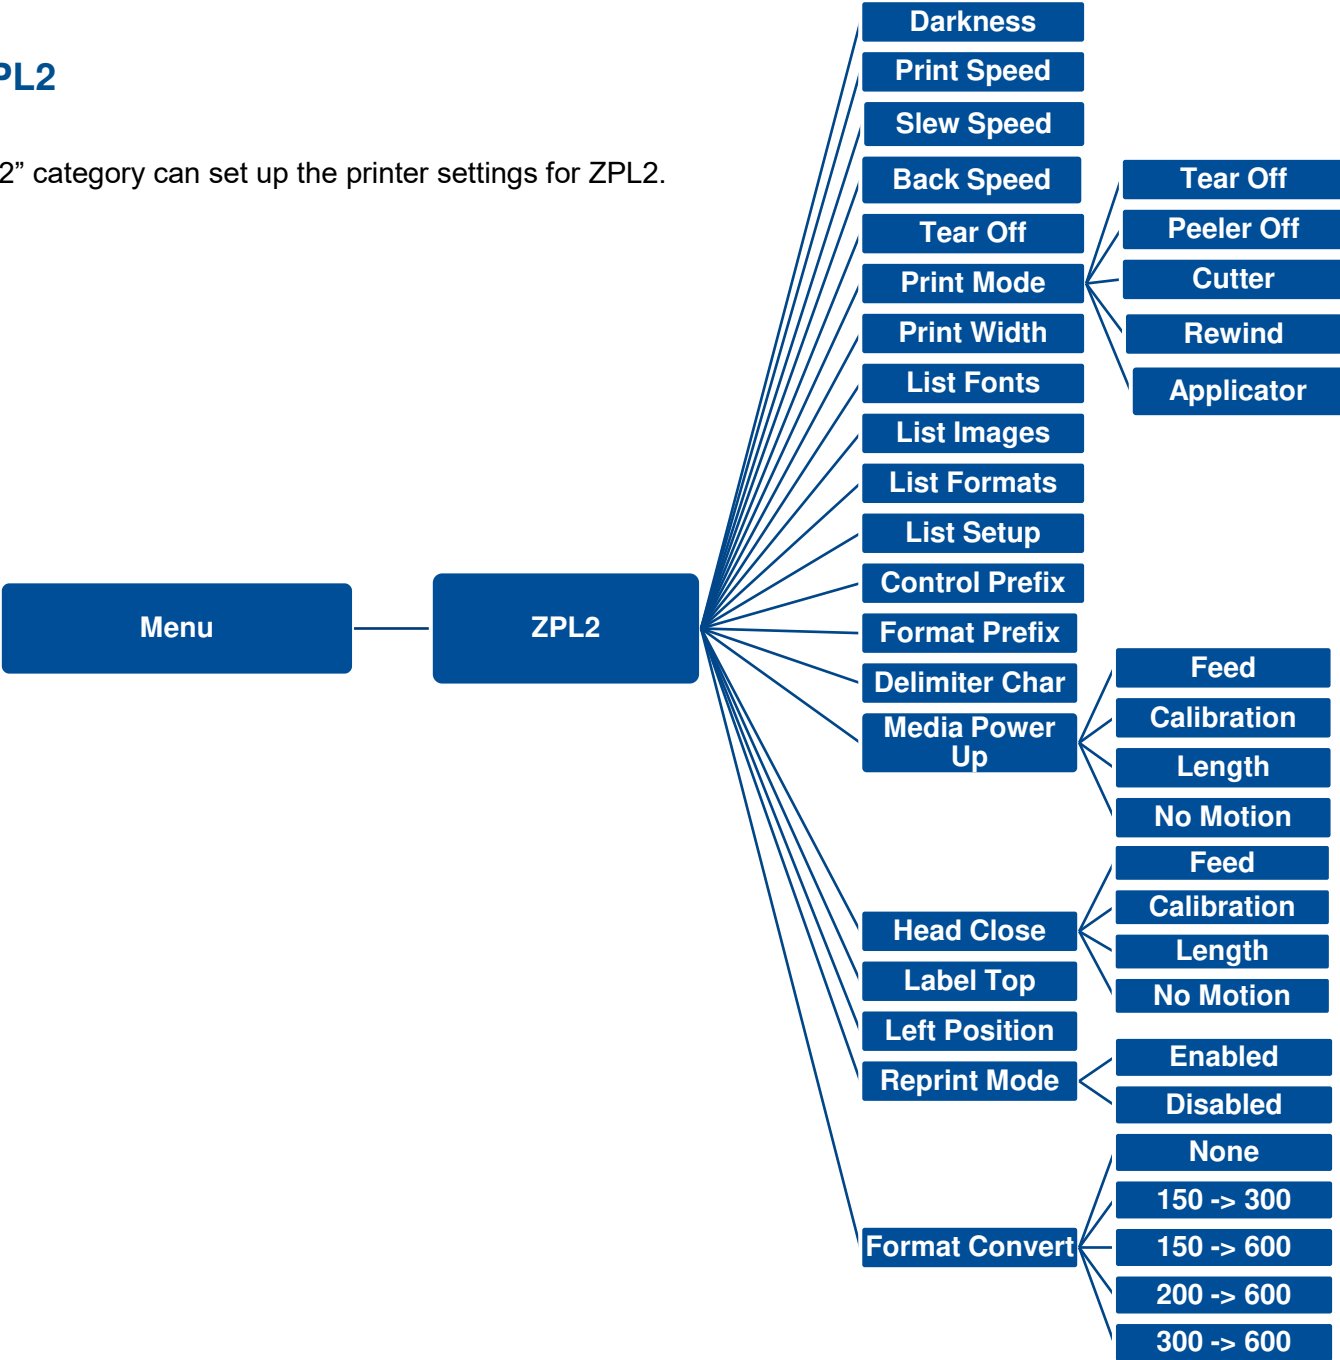 PL2
2” category can set up the printer settings for ZPL2.
Menu
ZPL2
Darkness
Print Speed
Slew Speed
Back Speed
Tear Off
Print Mode
Tear Off
Peeler Off
Cutter
Rewind
Applicator
Print Width
List Fonts
List Images
List Formats
List Setup
Control Prefix
Format Prefix
Delimiter Char
Media Power
Up
Feed
Calibration
Length
No Motion
Head Close
Feed
Calibration
Length
No Motion
Label Top
Left Position
Reprint Mode
Enabled
Disabled
Format Convert
None
150 -> 300
150 -> 600
200 -> 600
300 -> 600